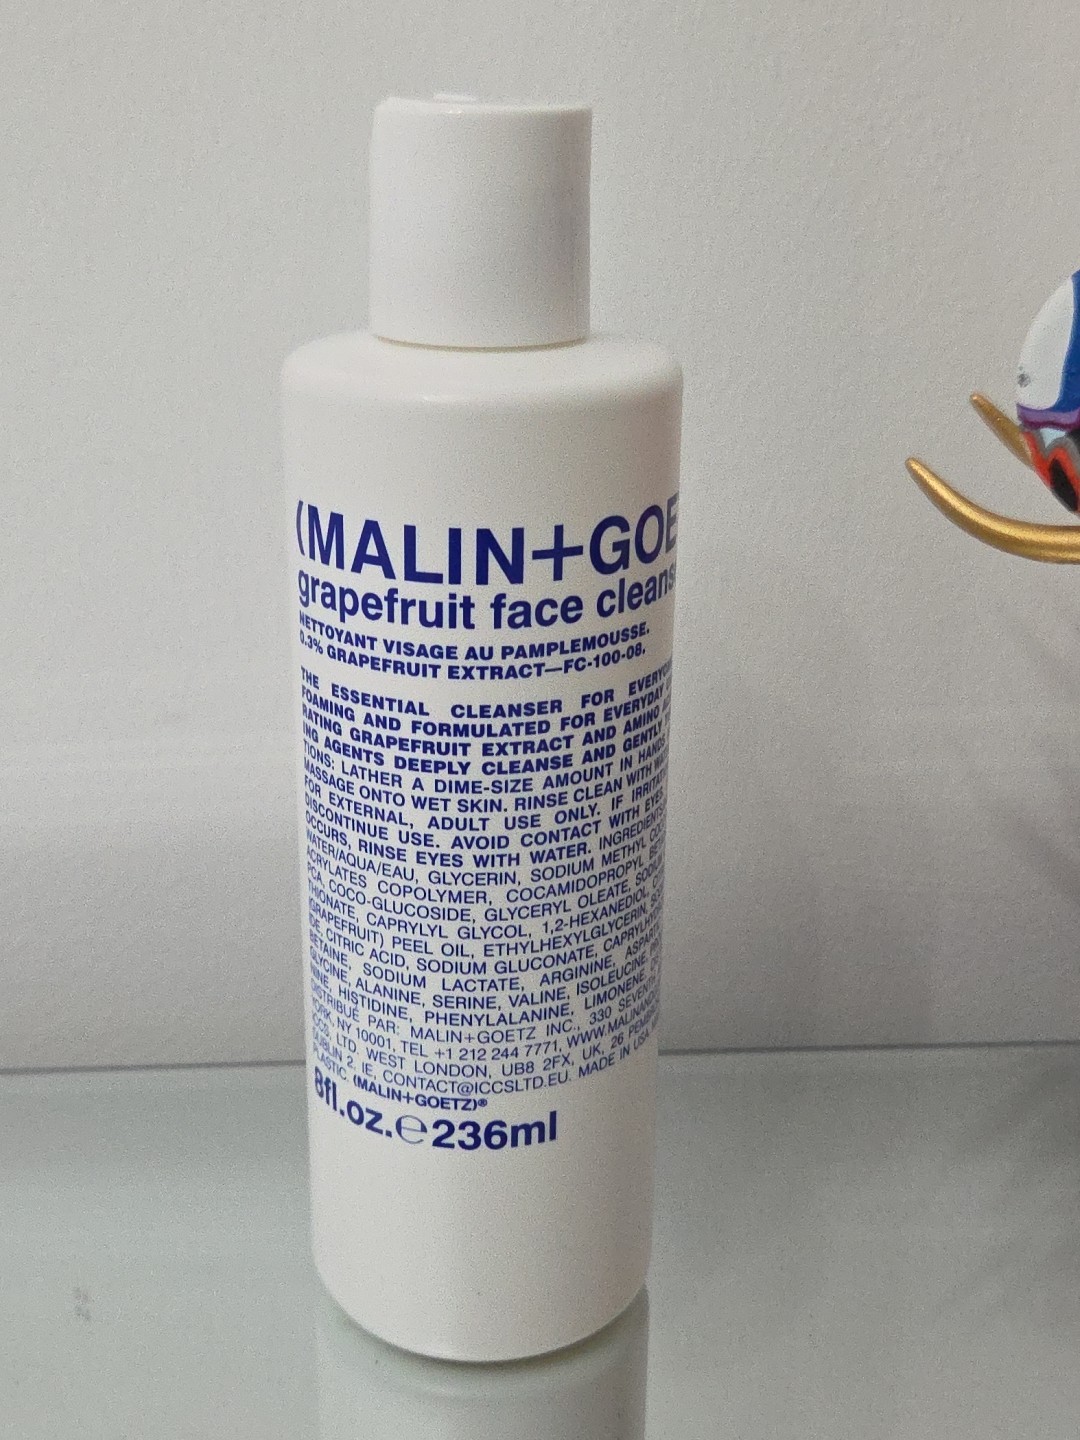 (MALIN+GOE
grapefruit face cleans
NETTOYANT VISAGE AU PAMPLEMOUSSE.
0.3% GRAPEFRUIT EXTRACT—FC-100-08.
THE ESSENTIAL CLEANSER FOR EVERYD
FOAMING AND FORMULATED FOR EVERYDAY
RATING GRAPEFRUIT EXTRACT AND AMINO
ING AGENTS DEEPLY CLEANSE AND GENTLY
TIONS: LATHER A DIME-SIZE AMOUNT IN HANDS
MASSAGE ONTO WET SKIN. RINSE CLEAN WITH
FOR EXTERNAL, ADULT USE ONLY. IF
DISCONTINUE USE. AVOID CONTACT WITH EYES
OCCURS, RINSE EYES WITH WATER. INGREDIENTS
WATER/AQUA/EAU, GLYCERIN, SODIUM METHYL
ACRYLATES COPOLYMER, COCAMIDOPROPYL
PCA, COCO-GLUCOSIDE, GLYCERYL OLEATE,
THIONATE, CAPRYLYL GLYCOL, 1,2-HEXANEDIOL,
(GRAPEFRUIT) PEEL OIL, ETHYLHEXYLGLYCERIN,
IDE, CITRIC ACID, SODIUM GLUCONATE,
BETAINE, SODIUM LACTATE, ARGININE,
GLYCINE, ALANINE, SERINE, VALINE, ISOLEUCINE,
NINE, HISTIDINE, PHENYLALANINE, LIMONENE,
DISTRIBUÉ PAR: MALIN+GOETZ INC., 330 SEVENTH
YORK, NY 10001, TEL +1 212 244 7771,
ICCS, LTD. WEST LONDON, UB8 2FX, UK. 26
DUBLIN 2, IE, CONTACT@ICCSLTD.EU. MADE IN USA
PLASTIC. (MALIN+GOETZ)®
8fl.oz.℮236ml